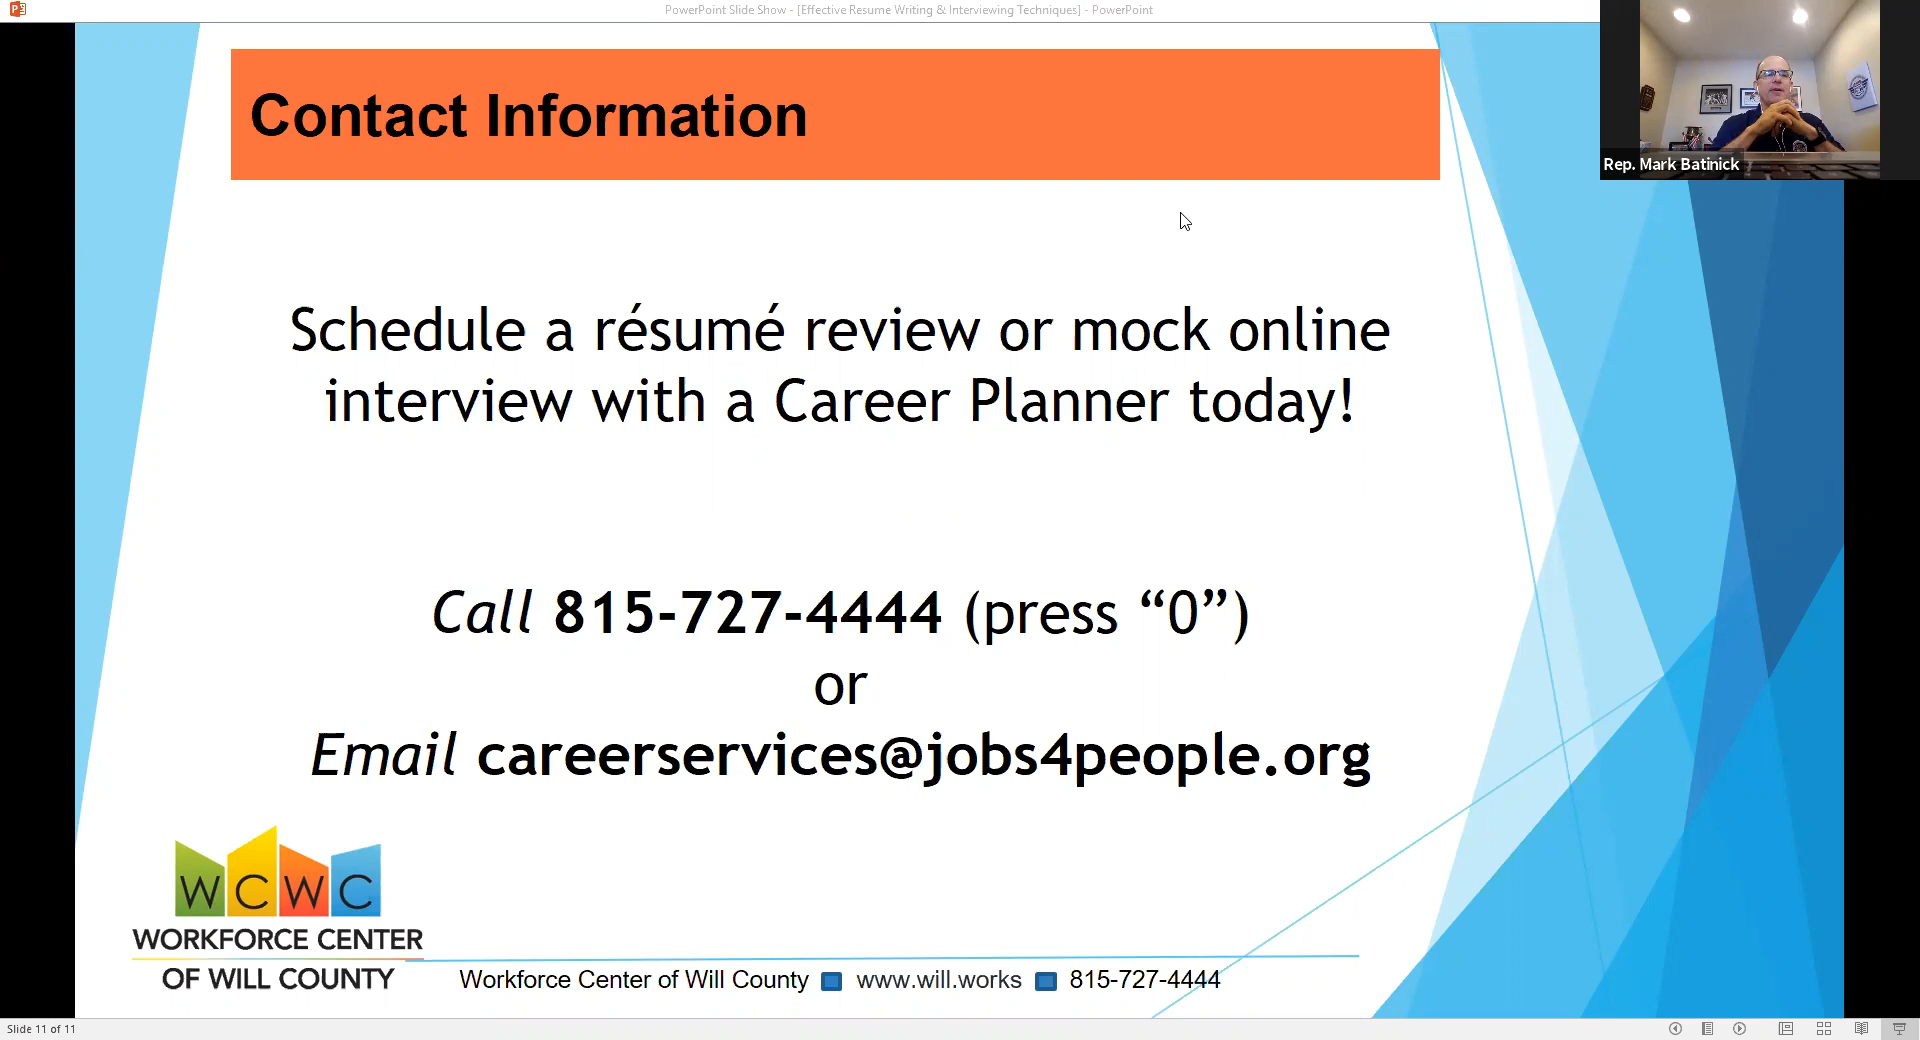 PowerPoint Slide Show - [Effective Resume Writing & Interviewing Techniques] - PowerPoint
Rep. Mark Batinick
Contact Information
Schedule a résumé review or mock online
interview with a Career Planner today!
Call 815-727-4444 (press “0”)
or
Email careerservices@jobs4people.org
WCWC
WORKFORCE CENTER
OF WILL COUNTY
Workforce Center of Will County www.will.works 815-727-4444
Slide 11 of 11